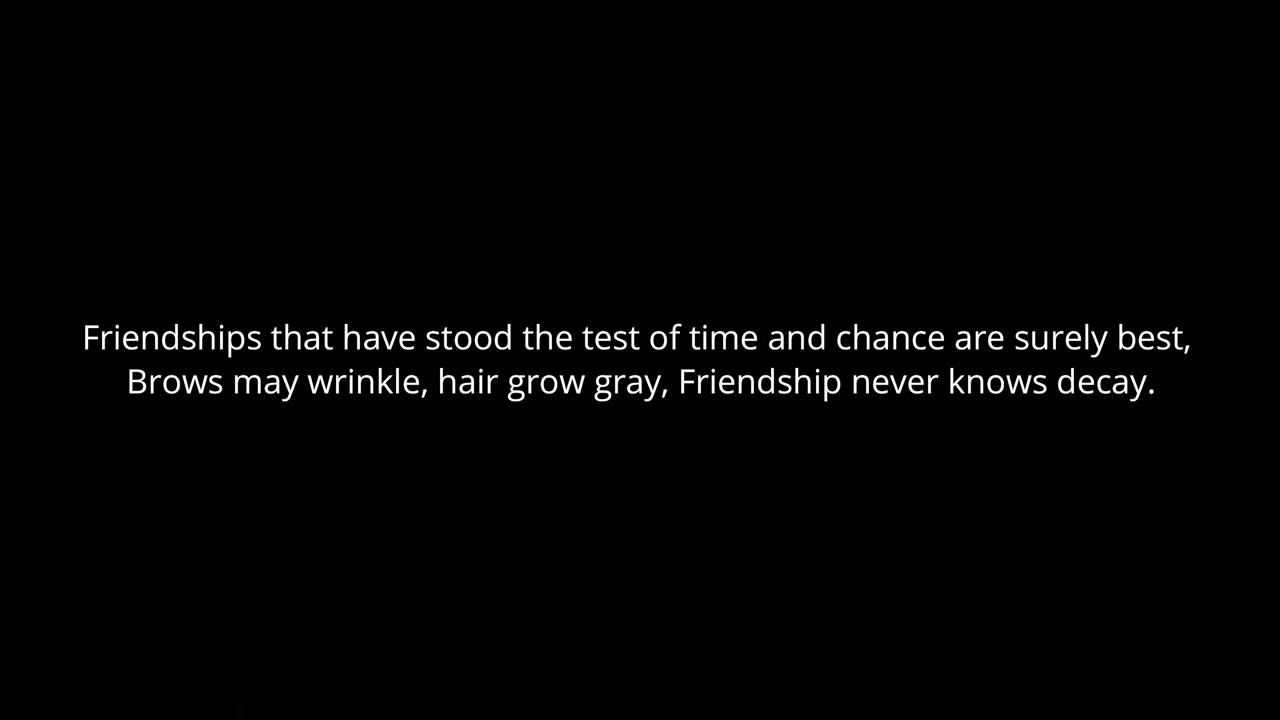 Friendships that have stood the test of time and chance are surely best,
Brows may wrinkle, hair grow gray, Friendship never knows decay.